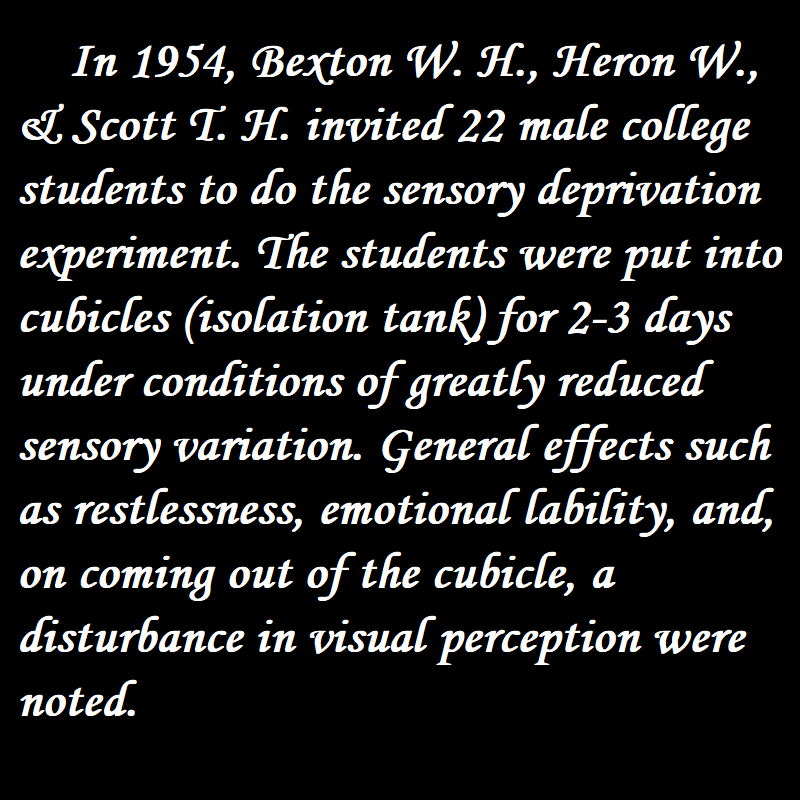 In 1954, Bexton W. H., Heron W.,
& Scott T. H. invited 22 male college
students to do the sensory deprivation
experiment. The students were put into
cubicles (isolation tank) for 2-3 days
under conditions of greatly reduced
sensory variation. General effects such
as restlessness, emotional lability, and,
on coming out of the cubicle, a
disturbance in visual perception were
noted.